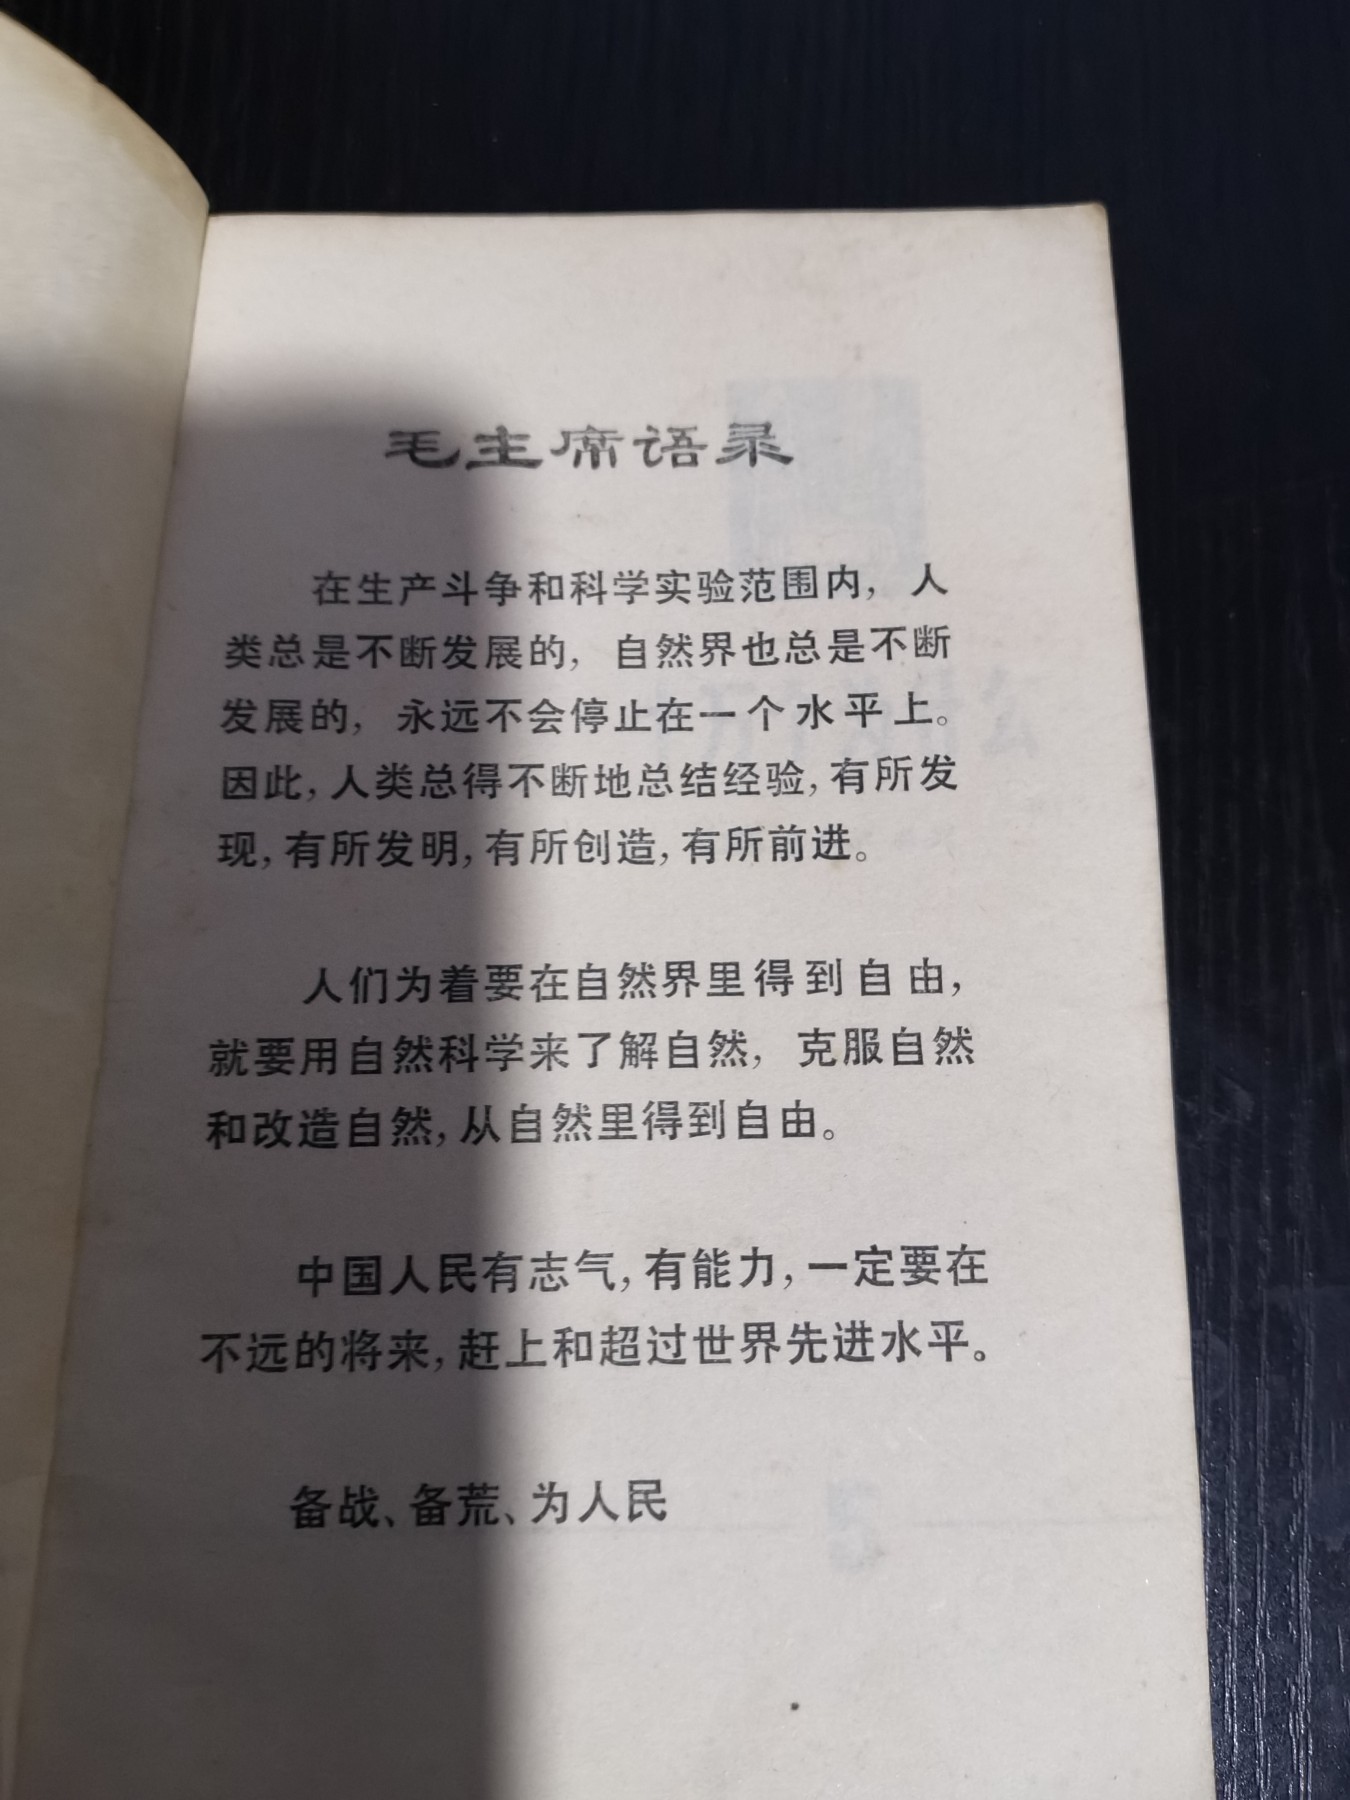 毛主席语录
在生产斗争和科学实验范围内，人
类总是不断发展的，自然界也总是不断
发展的，永远不会停止在一个水平上。
因此，人类总得不断地总结经验，有所发
现，有所发明，有所创造，有所前进。
人们为着要在自然界里得到自由，
就要用自然科学来了解自然，克服自然
和改造自然，从自然里得到自由。
中国人民有志气，有能力，一定要在
不远的将来，赶上和超过世界先进水平。
备战、备荒、为人民